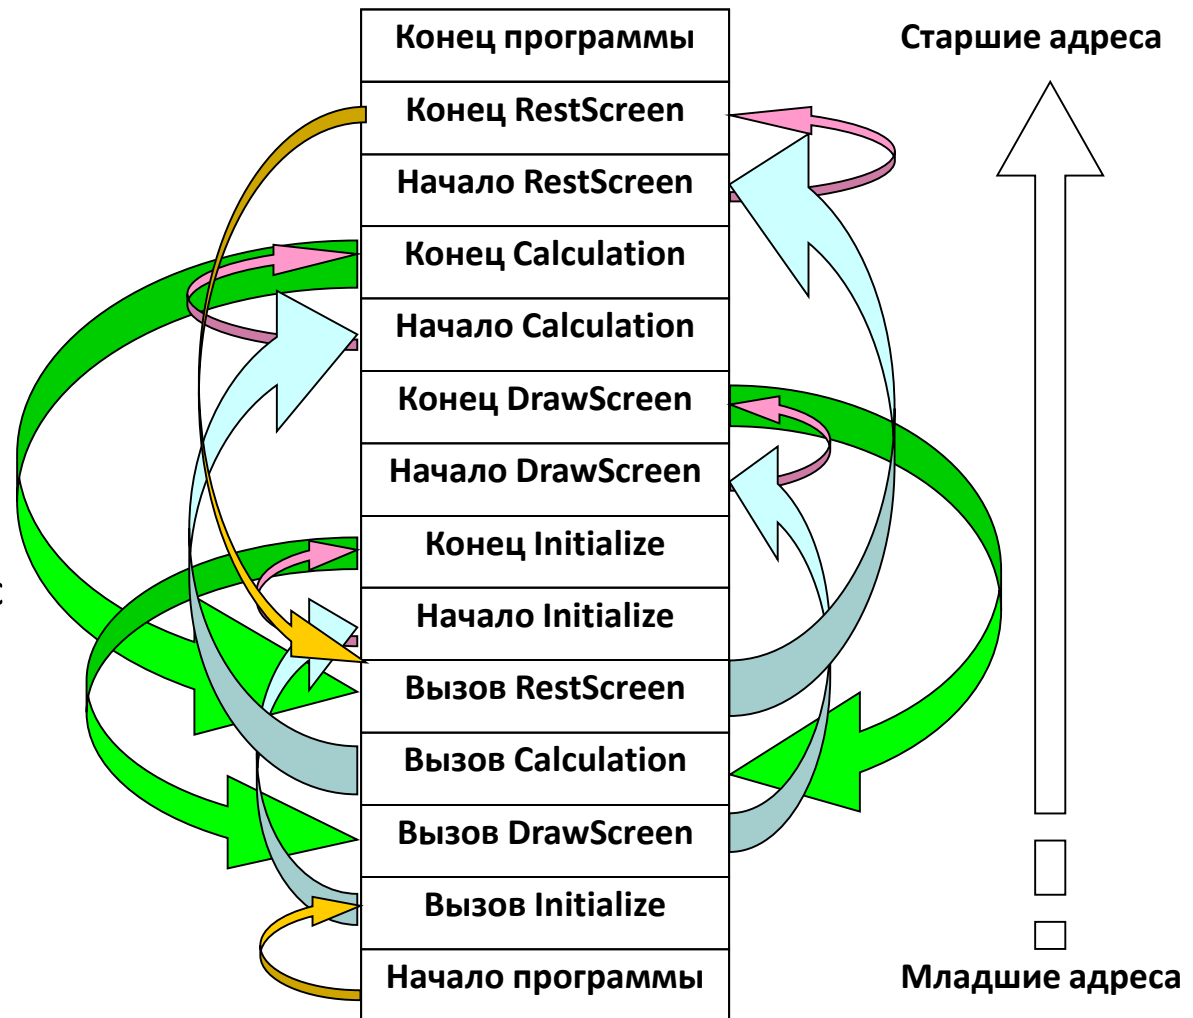 Конец программы
Старшие адреса
Конец RestScreen
Начало RestScreen
Конец Calculation
Начало Calculation
Конец DrawScreen
Начало DrawScreen
Конец Initialize
Начало Initialize
Вызов RestScreen
Вызов Calculation
Вызов DrawScreen
Вызов Initialize
Начало программы
Младшие адреса